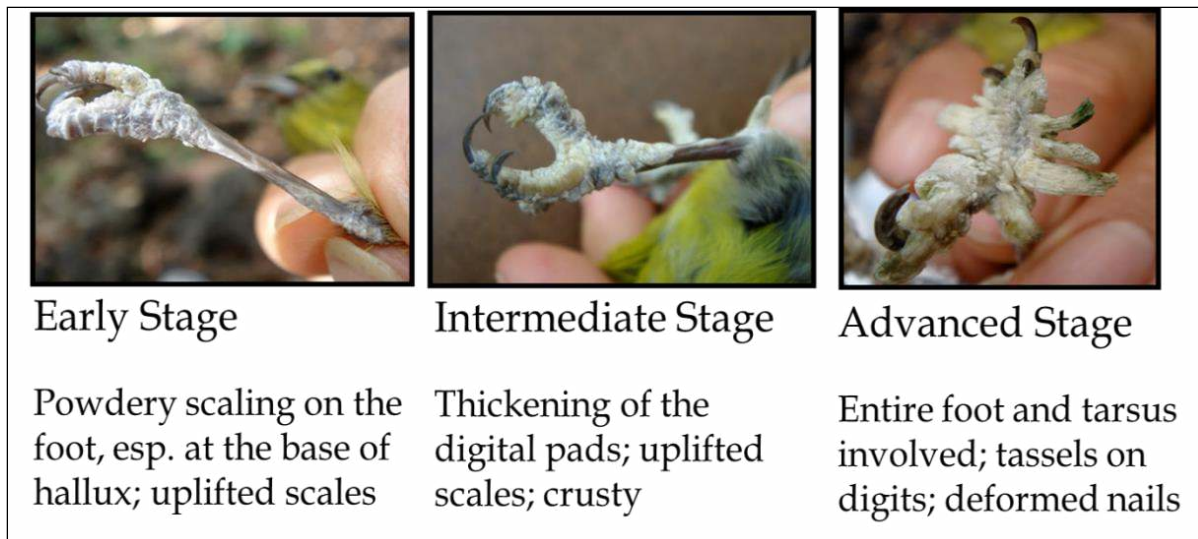 Early Stage
Powdery scaling on the
foot, esp. at the base of
hallux; uplifted scales
Intermediate Stage
Thickening of the
digital pads; uplifted
scales; crusty
Advanced Stage
Entire foot and tarsus
involved; tassels on
digits; deformed nails